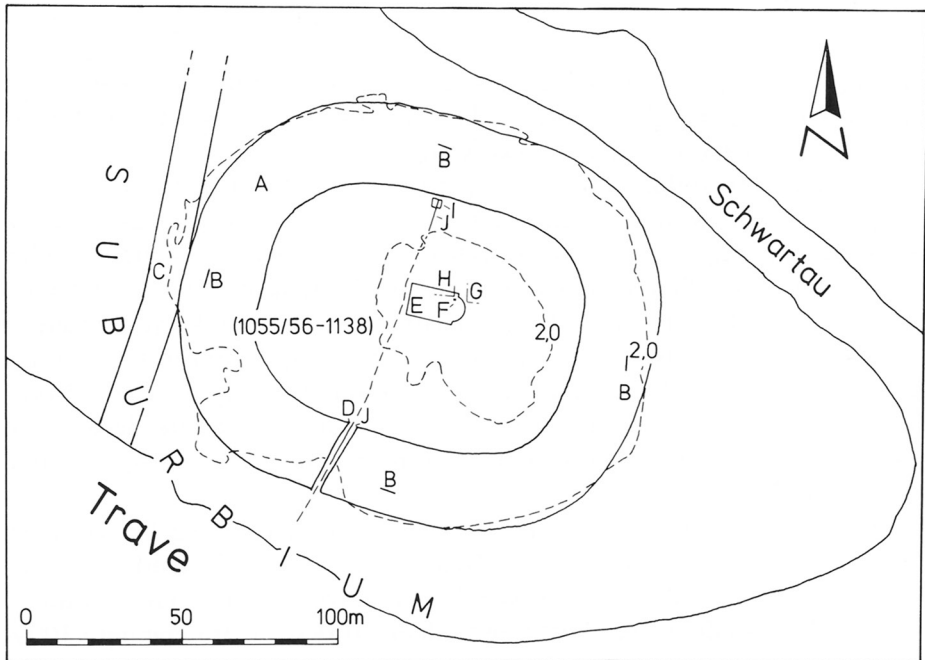 N
Schwartau
SUBURBIUM
A
B
I
J
/B
C
H
G
E
F
(1055/56-1138)
2,0
2,0
B
D
J
B
Trave
0
50
100m